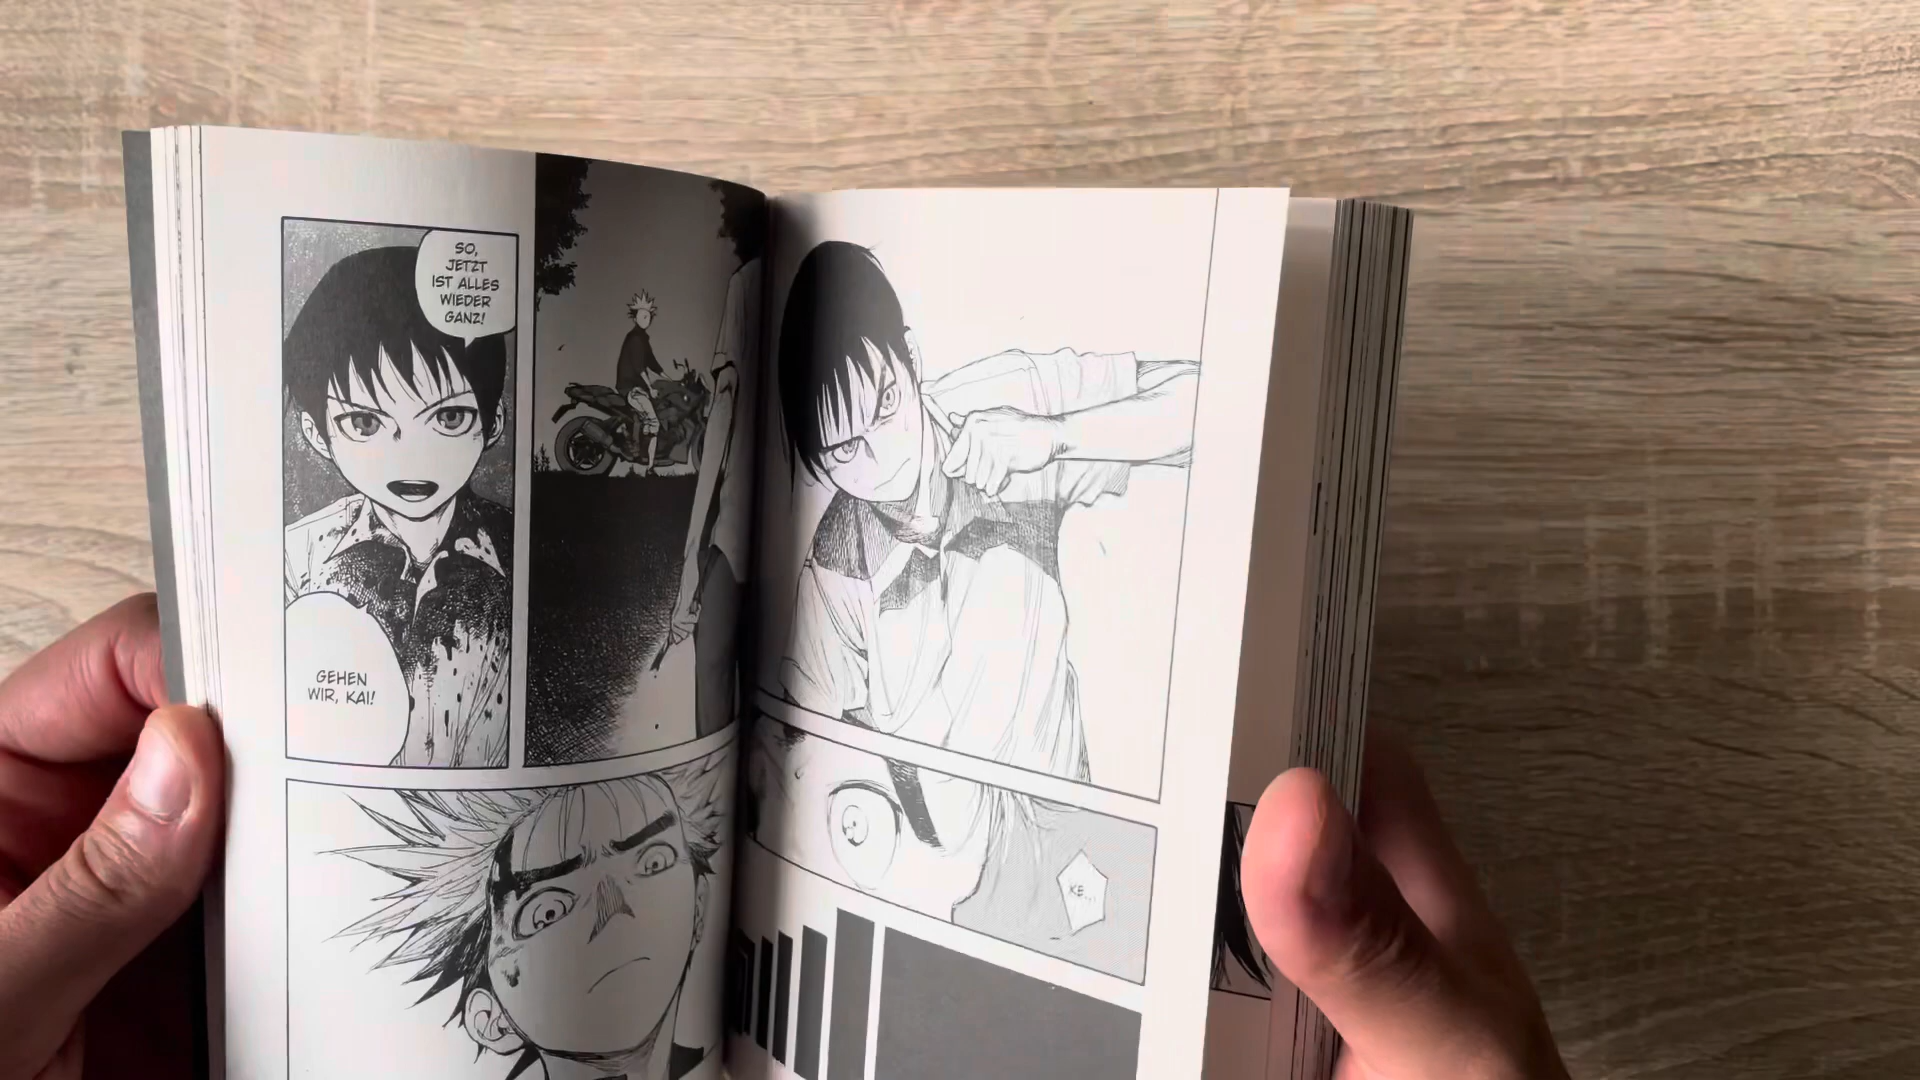 SO,
JETZT
IST ALLES
WIEDER
GANZ!
GEHEN
WIR, KAI!
KE...